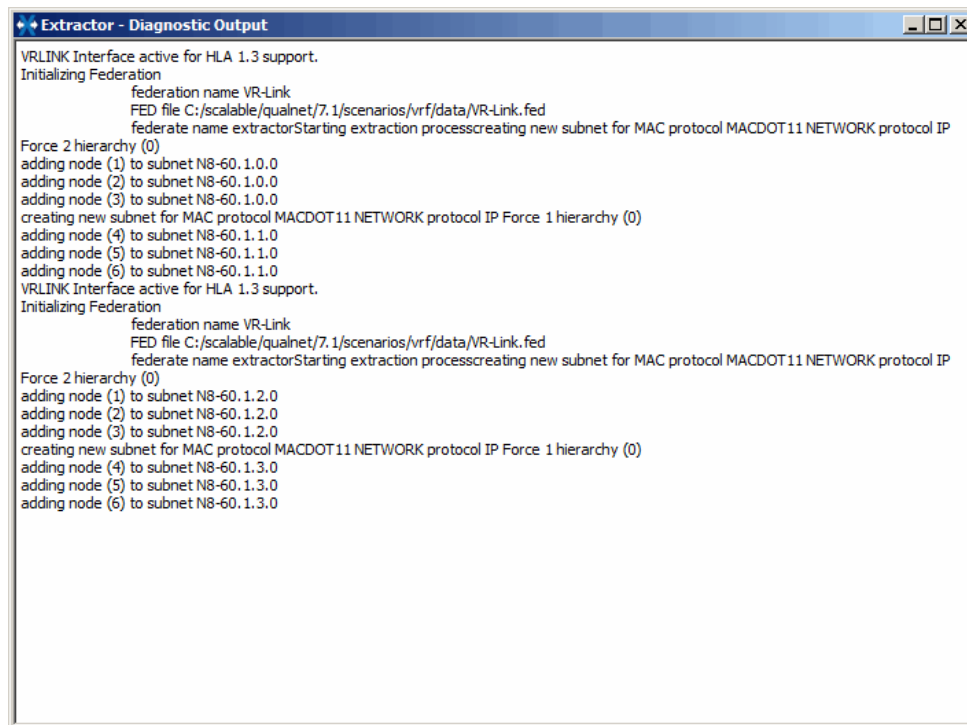 Extractor - Diagnostic Output
VRLINK Interface active for HLA 1.3 support.
Initializing Federation
federation name VR-Link
FED file C:/scalable/qualnet/7.1/scenarios/vrf/data/VR-Link.fed
federate name extractorStarting extraction processcreating new subnet for MAC protocol MACDOT11 NETWORK protocol IP
Force 2 hierarchy (0)
adding node (1) to subnet N8-60.1.0.0
adding node (2) to subnet N8-60.1.0.0
adding node (3) to subnet N8-60.1.0.0
creating new subnet for MAC protocol MACDOT11 NETWORK protocol IP Force 1 hierarchy (0)
adding node (4) to subnet N8-60.1.1.0
adding node (5) to subnet N8-60.1.1.0
adding node (6) to subnet N8-60.1.1.0
VRLINK Interface active for HLA 1.3 support.
Initializing Federation
federation name VR-Link
FED file C:/scalable/qualnet/7.1/scenarios/vrf/data/VR-Link.fed
federate name extractorStarting extraction processcreating new subnet for MAC protocol MACDOT11 NETWORK protocol IP
Force 2 hierarchy (0)
adding node (1) to subnet N8-60.1.2.0
adding node (2) to subnet N8-60.1.2.0
adding node (3) to subnet N8-60.1.2.0
creating new subnet for MAC protocol MACDOT11 NETWORK protocol IP Force 1 hierarchy (0)
adding node (4) to subnet N8-60.1.3.0
adding node (5) to subnet N8-60.1.3.0
adding node (6) to subnet N8-60.1.3.0